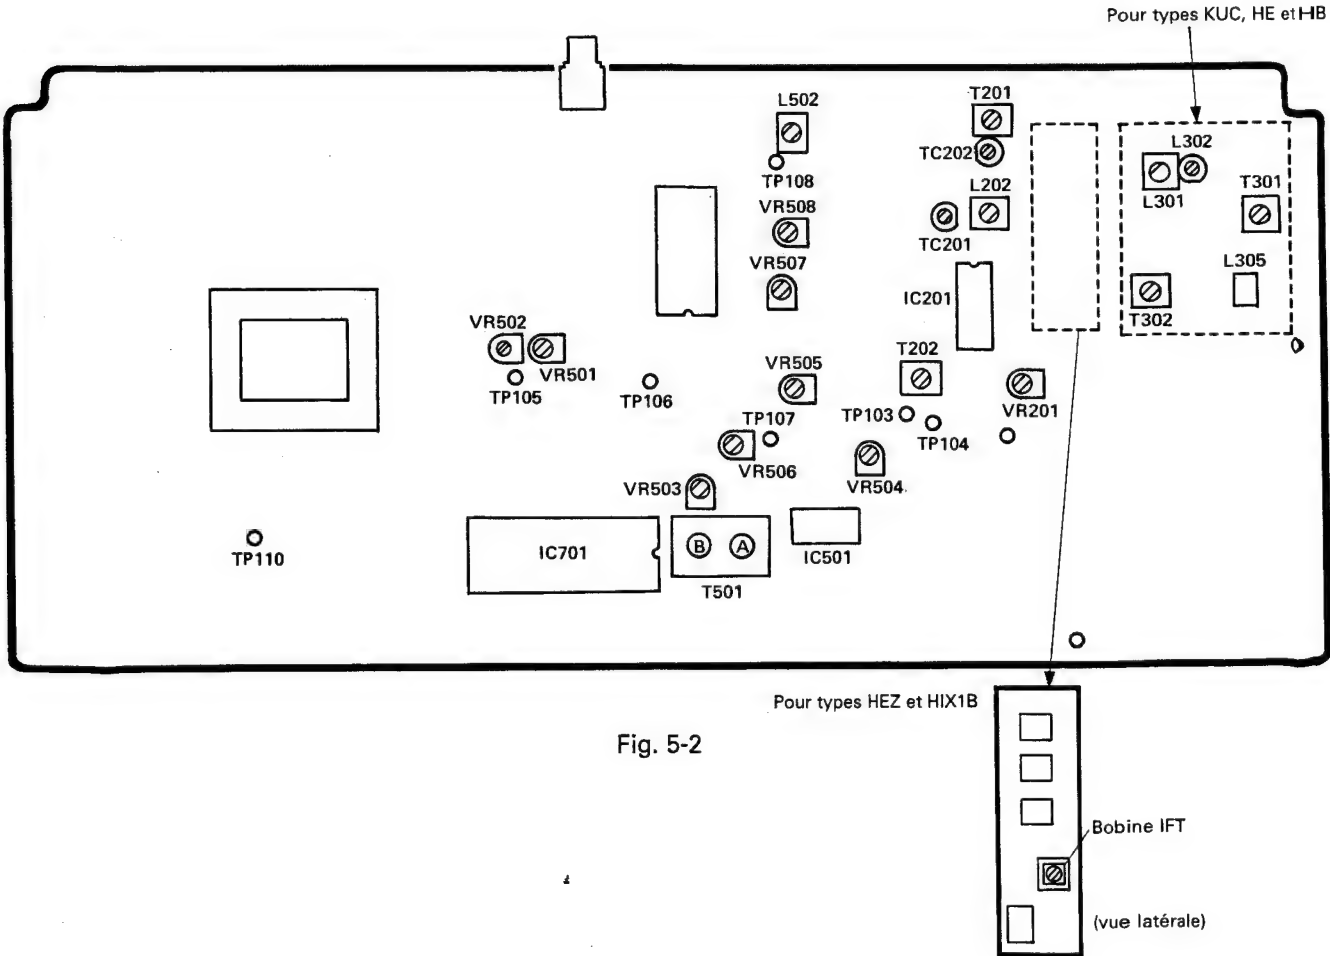 Pour types KUC, HE et HB
L502
T201
TC202
L302
TP108
L202
L301
T301
VR508
TC201
VR507
L305
IC201
T302
VR502
T202
VR501
VR505
TP105
TP106
VR201
TP107
TP103
TP104
VR506
VR503
VR504
IC701
B
A
IC501
TP110
T501
Pour types HEZ et HIX1B
Fig. 5-2
Bobine IFT
(vue latérale)